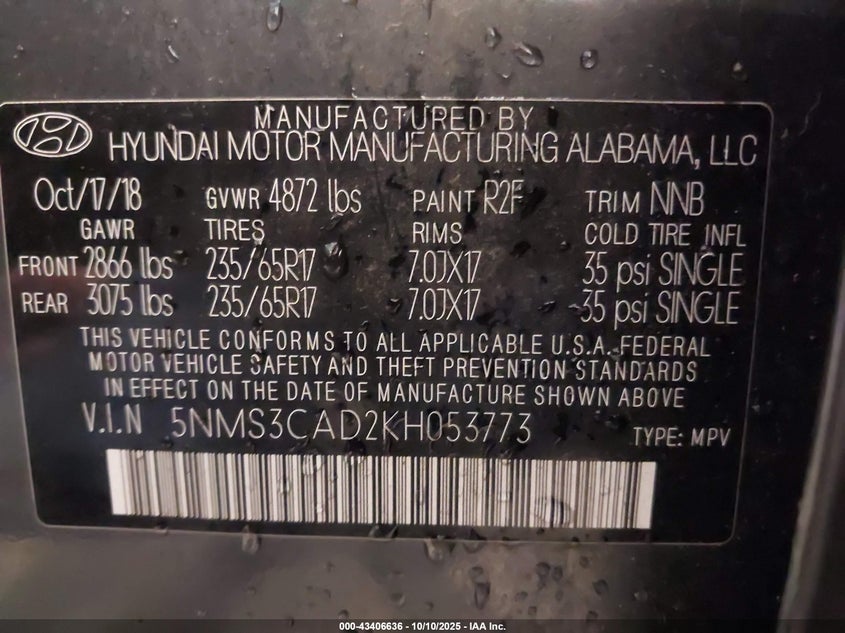 MANUFACTURED BY
HYUNDAI MOTOR MANUFACTURING ALABAMA, LLC
Oct/17/18 GVWR 4872 lbs PAINT R2F TRIM NNB
GAWR TIRES RIMS COLD TIRE INFL
FRONT 2866 lbs 235/65R17 7.0JX17 35 psi SINGLE
REAR 3075 lbs 235/65R17 7.0JX17 35 psi SINGLE
THIS VEHICLE CONFORMS TO ALL APPLICABLE U.S.A. FEDERAL
MOTOR VEHICLE SAFETY AND THEFT PREVENTION STANDARDS
IN EFFECT ON THE DATE OF MANUFACTURE SHOWN ABOVE
V.I.N 5NMS3CAD2KH053773 TYPE: MPV
000-43406636 - 10/10/2025 - IAA Inc.